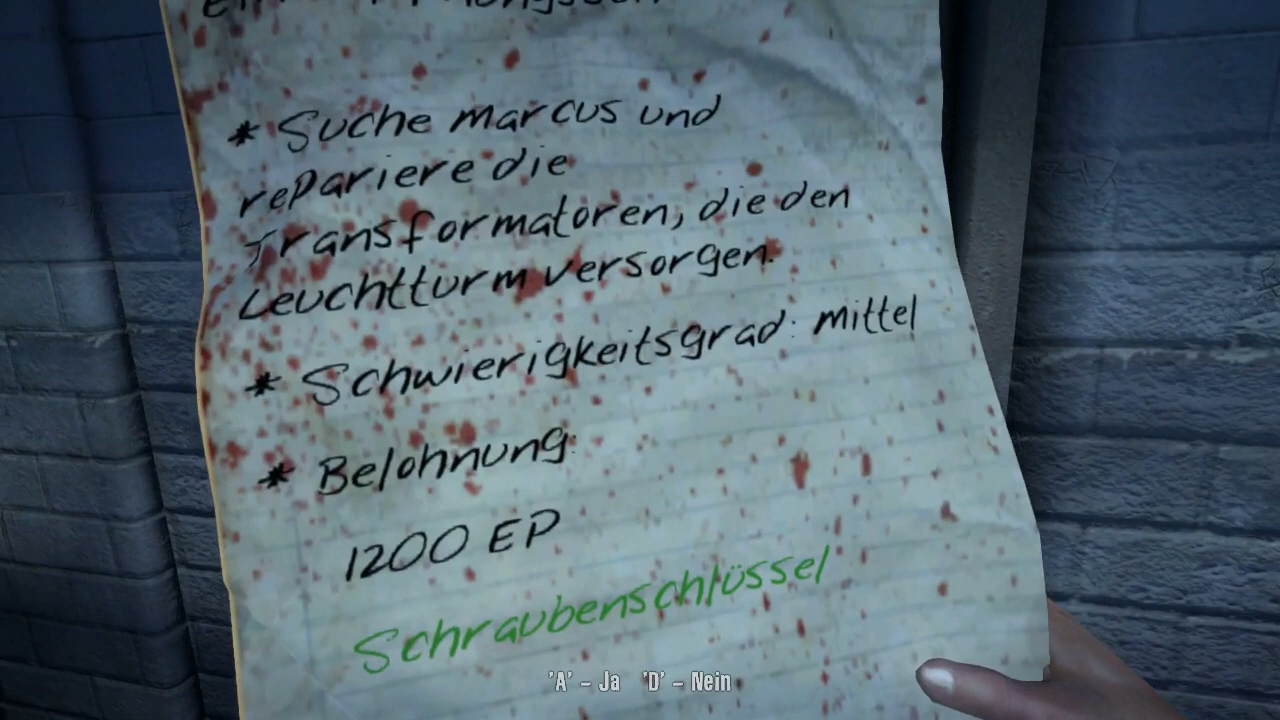 * Suche marcus und
repariere die
Transformatoren, die den
Leuchtturm versorgen.
* Schwierigkeitsgrad: mittel
* Belohnung:
1200 EP
Schraubenschlüssel
'A' - Ja 'D' - Nein